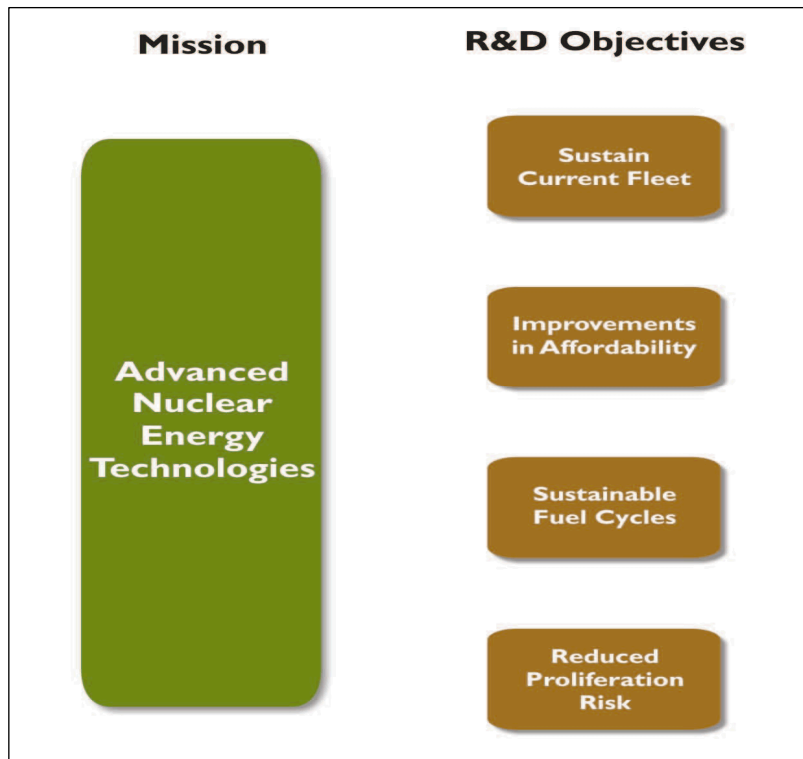 Mission
R&D Objectives
Advanced
Nuclear
Energy
Technologies
Sustain
Current Fleet
Improvements
in Affordability
Sustainable
Fuel Cycles
Reduced
Proliferation
Risk